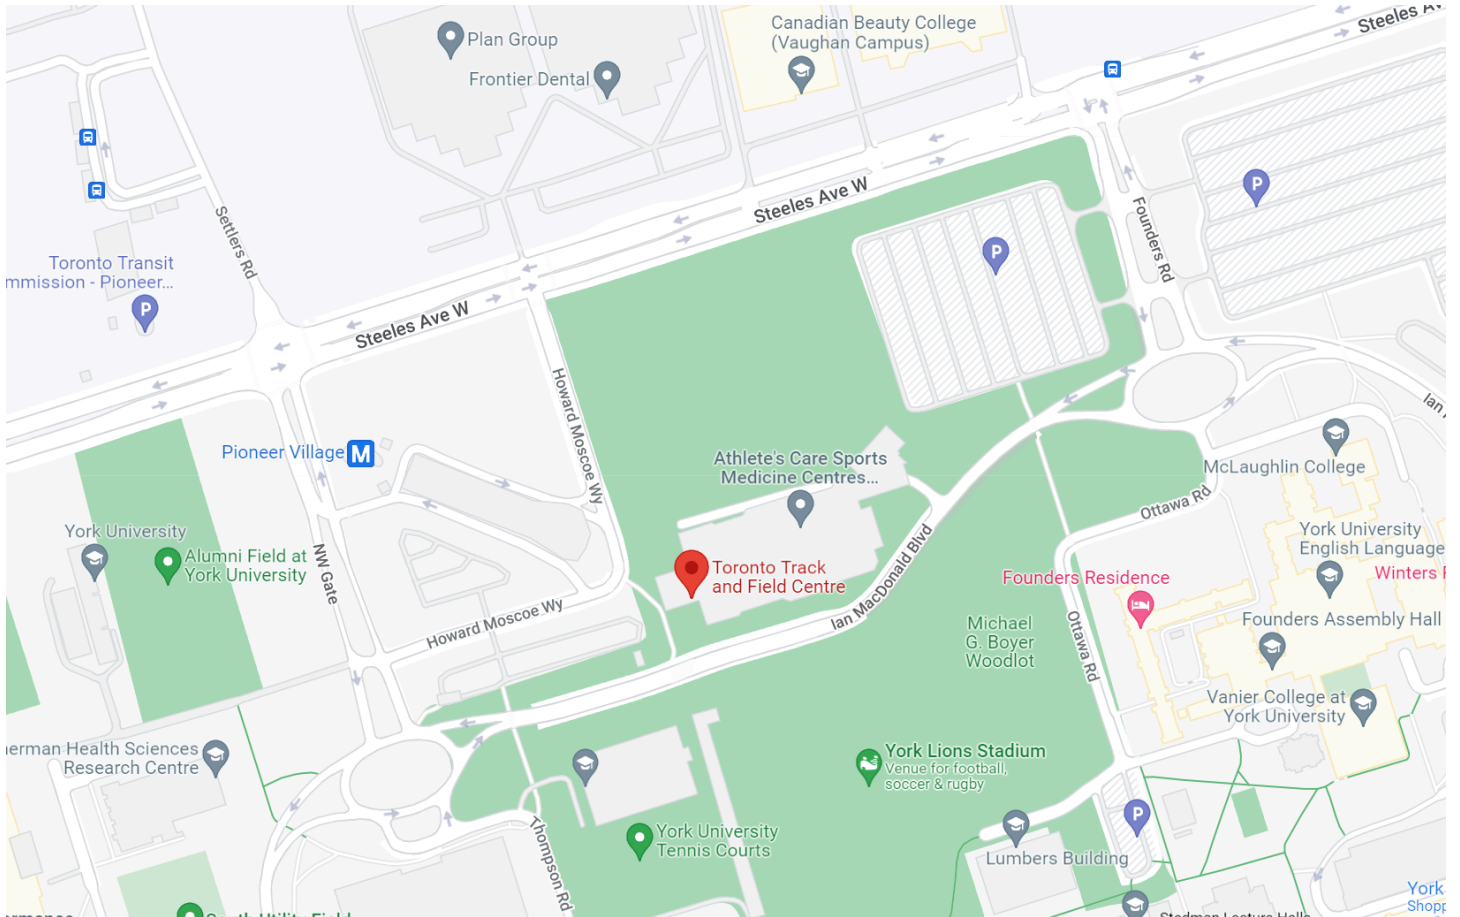 Steeles Av
Canadian Beauty College
(Vaughan Campus)
Plan Group
Frontier Dental
P
Steeles Ave W
Settlers Rd
Founders Rd
P
Toronto Transit
mmission - Pioneer...
P
Steeles Ave W
Howard Moscoe Wy
Ian
Pioneer Village
M
Athlete's Care Sports
Medicine Centres...
McLaughlin College
Ottawa Rd
York University
Alumni Field at
York University
NW Gate
Toronto Track
and Field Centre
Ian MacDonald Blvd
York University
English Language
Founders Residence
Winters
Howard Moscoe Wy
Michael
G. Boyer
Woodlot
Ottawa Rd
Founders Assembly Hall
Vanier College at
York University
erman Health Sciences
Research Centre
York Lions Stadium
Venue for football,
soccer & rugby
P
York University
Tennis Courts
Thompson Rd
Lumbers Building
York
Shopp